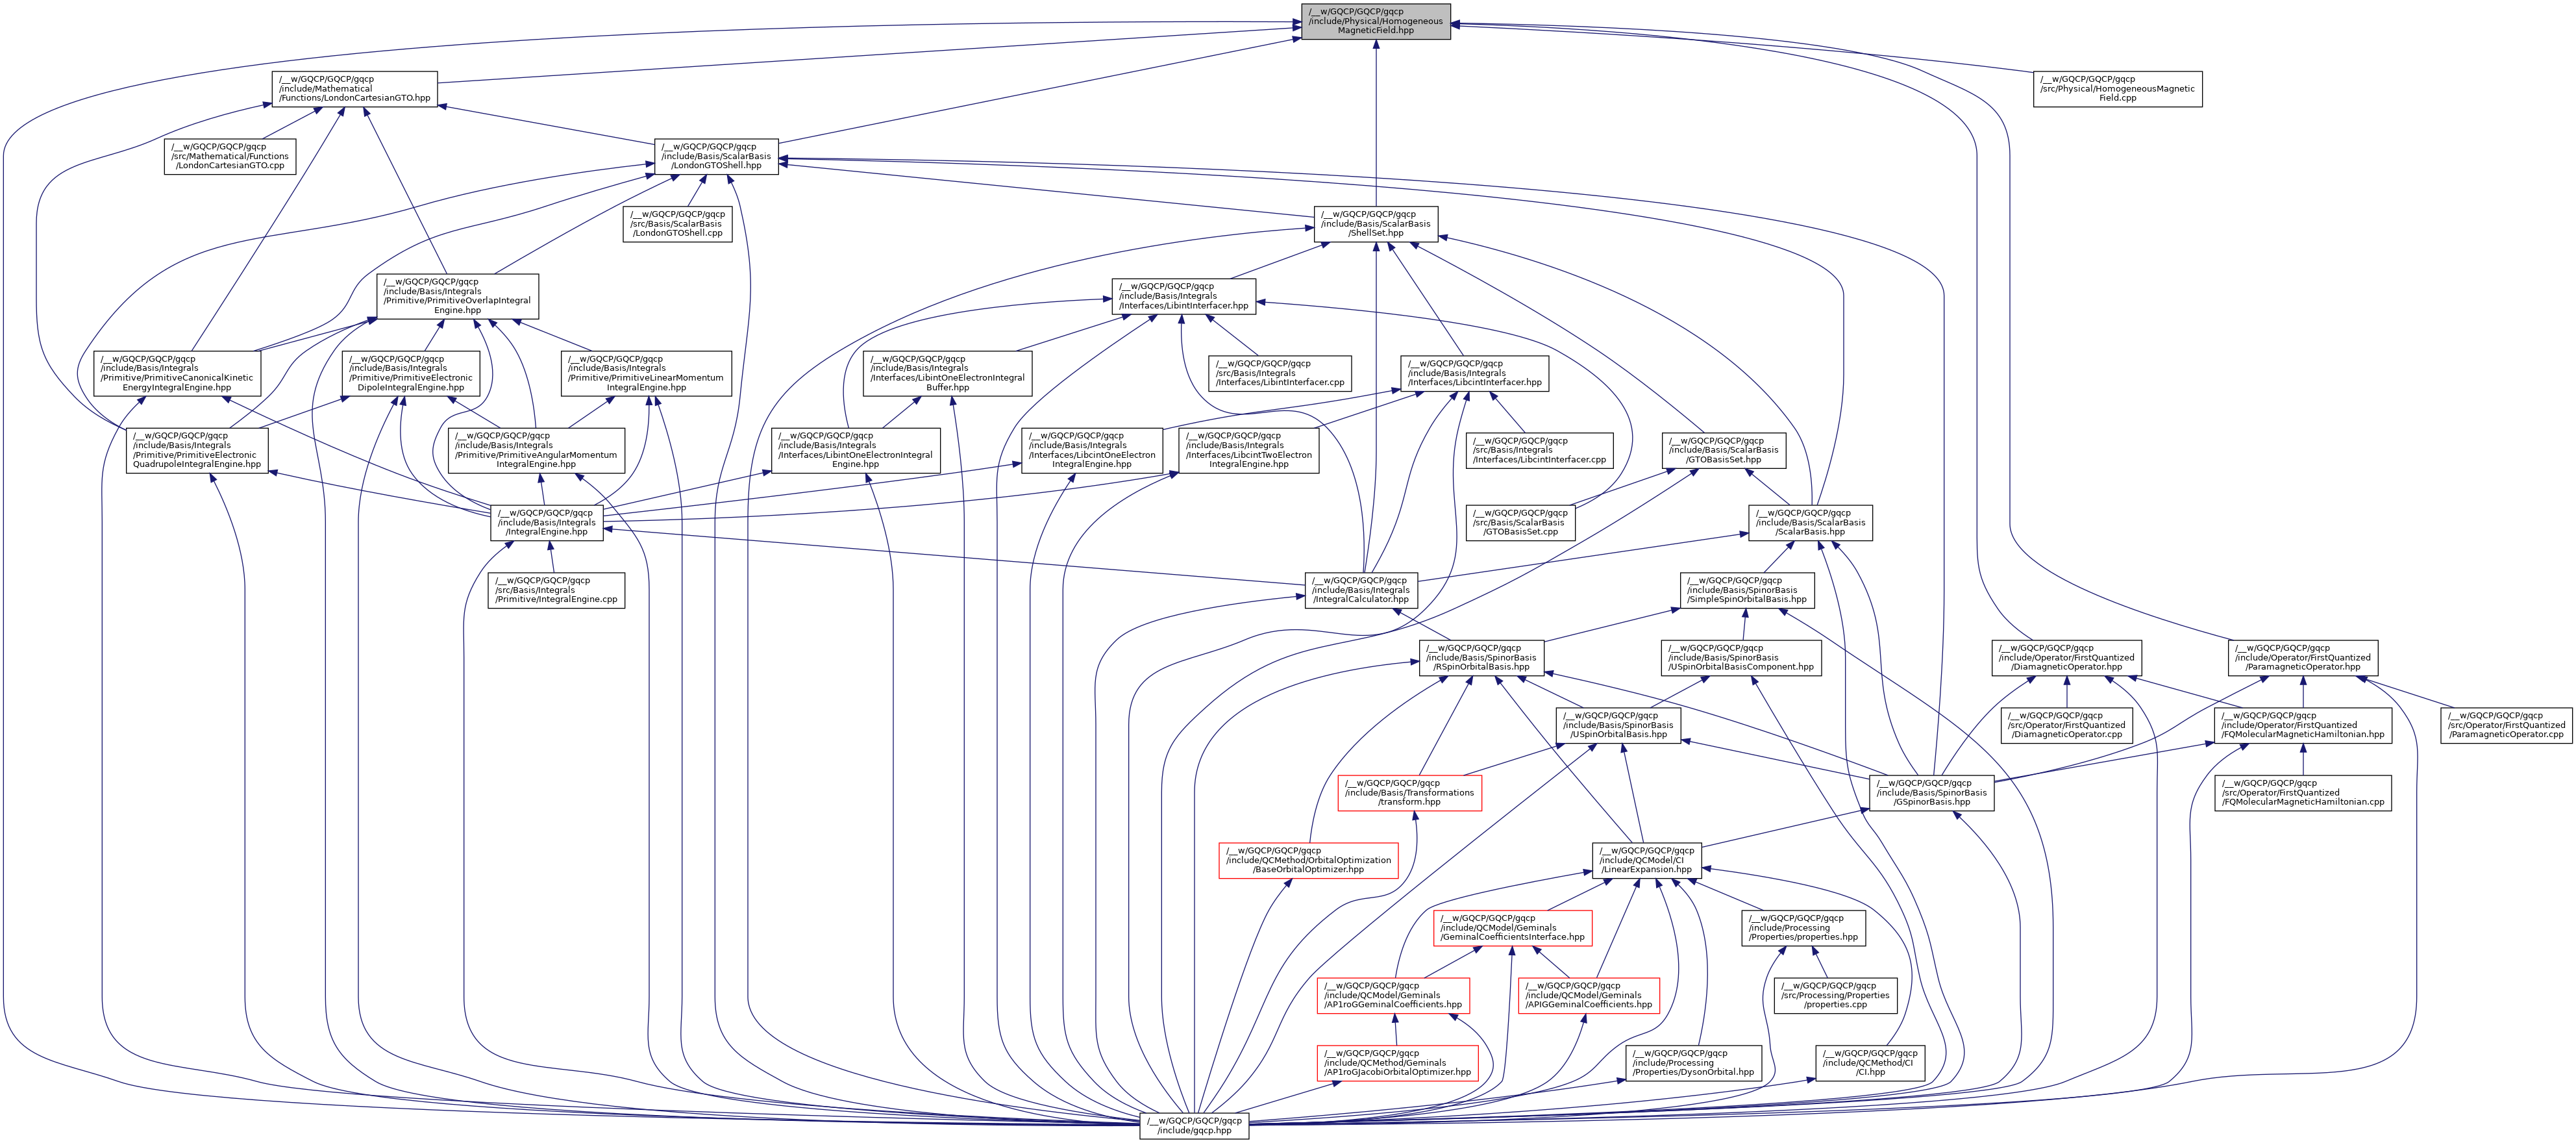 /__w/GQCP/GQCP/gqcp
/include/Physical/Homogeneous
MagneticField.hpp
/__w/GQCP/GQCP/gqcp
/include/Mathematical
/Functions/LondonCartesianGTO.hpp
/__w/GQCP/GQCP/gqcp
/src/Physical/HomogeneousMagnetic
Field.cpp
/__w/GQCP/GQCP/gqcp
/src/Mathematical/Functions
/LondonCartesianGTO.cpp
/__w/GQCP/GQCP/gqcp
/include/Basis/ScalarBasis
/LondonGTOShell.hpp
/__w/GQCP/GQCP/gqcp
/src/Basis/ScalarBasis
/LondonGTOShell.cpp
/__w/GQCP/GQCP/gqcp
/include/Basis/ScalarBasis
/ShellSet.hpp
/__w/GQCP/GQCP/gqcp
/include/Basis/Integrals
/Primitive/PrimitiveOverlapIntegral
Engine.hpp
/__w/GQCP/GQCP/gqcp
/include/Basis/Integrals
/Interfaces/LibintInterfacer.hpp
/__w/GQCP/GQCP/gqcp
/include/Basis/Integrals
/Primitive/PrimitiveCanonicalKinetic
EnergyIntegralEngine.hpp
/__w/GQCP/GQCP/gqcp
/include/Basis/Integrals
/Primitive/PrimitiveElectronic
DipoleIntegralEngine.hpp
/__w/GQCP/GQCP/gqcp
/include/Basis/Integrals
/Primitive/PrimitiveLinearMomentum
IntegralEngine.hpp
/__w/GQCP/GQCP/gqcp
/include/Basis/Integrals
/Interfaces/LibintOneElectronIntegral
Buffer.hpp
/__w/GQCP/GQCP/gqcp
/src/Basis/Integrals
/Interfaces/LibintInterfacer.cpp
/__w/GQCP/GQCP/gqcp
/include/Basis/Integrals
/Interfaces/LibcintInterfacer.hpp
/__w/GQCP/GQCP/gqcp
/include/Basis/Integrals
/Primitive/PrimitiveElectronic
QuadrupoleIntegralEngine.hpp
/__w/GQCP/GQCP/gqcp
/include/Basis/Integrals
/Primitive/PrimitiveAngularMomentum
IntegralEngine.hpp
/__w/GQCP/GQCP/gqcp
/include/Basis/Integrals
/Interfaces/LibintOneElectronIntegral
Engine.hpp
/__w/GQCP/GQCP/gqcp
/include/Basis/Integrals
/Interfaces/LibcintOneElectron
IntegralEngine.hpp
/__w/GQCP/GQCP/gqcp
/include/Basis/Integrals
/Interfaces/LibcintTwoElectron
IntegralEngine.hpp
/__w/GQCP/GQCP/gqcp
/src/Basis/Integrals
/Interfaces/LibcintInterfacer.cpp
/__w/GQCP/GQCP/gqcp
/include/Basis/ScalarBasis
/GTOBasisSet.hpp
/__w/GQCP/GQCP/gqcp
/include/Basis/Integrals
/IntegralEngine.hpp
/__w/GQCP/GQCP/gqcp
/src/Basis/ScalarBasis
/GTOBasisSet.cpp
/__w/GQCP/GQCP/gqcp
/include/Basis/ScalarBasis
/ScalarBasis.hpp
/__w/GQCP/GQCP/gqcp
/src/Basis/Integrals
/Primitive/IntegralEngine.cpp
/__w/GQCP/GQCP/gqcp
/include/Basis/Integrals
/IntegralCalculator.hpp
/__w/GQCP/GQCP/gqcp
/include/Basis/SpinorBasis
/SimpleSpinOrbitalBasis.hpp
/__w/GQCP/GQCP/gqcp
/include/Basis/SpinorBasis
/RSpinOrbitalBasis.hpp
/__w/GQCP/GQCP/gqcp
/include/Basis/SpinorBasis
/USpinOrbitalBasisComponent.hpp
/__w/GQCP/GQCP/gqcp
/include/Operator/FirstQuantized
/DiamagneticOperator.hpp
/__w/GQCP/GQCP/gqcp
/include/Operator/FirstQuantized
/ParamagneticOperator.hpp
/__w/GQCP/GQCP/gqcp
/include/Basis/SpinorBasis
/USpinOrbitalBasis.hpp
/__w/GQCP/GQCP/gqcp
/src/Operator/FirstQuantized
/DiamagneticOperator.cpp
/__w/GQCP/GQCP/gqcp
/include/Operator/FirstQuantized
/FQMolecularMagneticHamiltonian.hpp
/__w/GQCP/GQCP/gqcp
/src/Operator/FirstQuantized
/ParamagneticOperator.cpp
/__w/GQCP/GQCP/gqcp
/include/Basis/Transformations
/transform.hpp
/__w/GQCP/GQCP/gqcp
/include/Basis/SpinorBasis
/GSpinorBasis.hpp
/__w/GQCP/GQCP/gqcp
/src/Operator/FirstQuantized
/FQMolecularMagneticHamiltonian.cpp
/__w/GQCP/GQCP/gqcp
/include/QCMethod/OrbitalOptimization
/BaseOrbitalOptimizer.hpp
/__w/GQCP/GQCP/gqcp
/include/QCModel/CI
/LinearExpansion.hpp
/__w/GQCP/GQCP/gqcp
/include/QCModel/Geminals
/GeminalCoefficientsInterface.hpp
/__w/GQCP/GQCP/gqcp
/include/Processing
/Properties/properties.hpp
/__w/GQCP/GQCP/gqcp
/include/QCModel/Geminals
/AP1roGGeminalCoefficients.hpp
/__w/GQCP/GQCP/gqcp
/include/QCModel/Geminals
/APIGGeminalCoefficients.hpp
/__w/GQCP/GQCP/gqcp
/src/Processing/Properties
/properties.cpp
/__w/GQCP/GQCP/gqcp
/include/QCMethod/Geminals
/AP1roGJacobiOrbitalOptimizer.hpp
/__w/GQCP/GQCP/gqcp
/include/Processing
/Properties/DysonOrbital.hpp
/__w/GQCP/GQCP/gqcp
/include/QCMethod/CI
/CI.hpp
/__w/GQCP/GQCP/gqcp
/include/gqcp.hpp